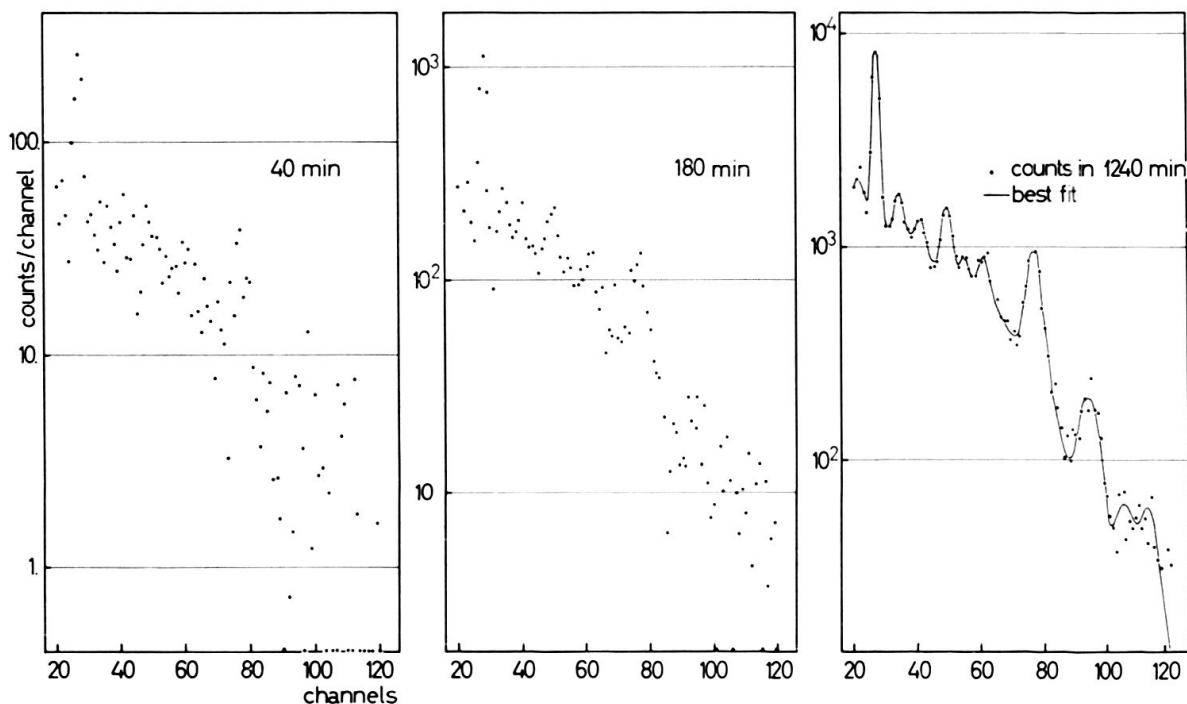 counts/channel
100.
10.
1.
40 min
20 40 60 80 100 120
channels
10³
10²
10
180 min
20 40 60 80 100 120
10⁴
10³
10²
• counts in 1240 min
— best fit
20 40 60 80 100 120